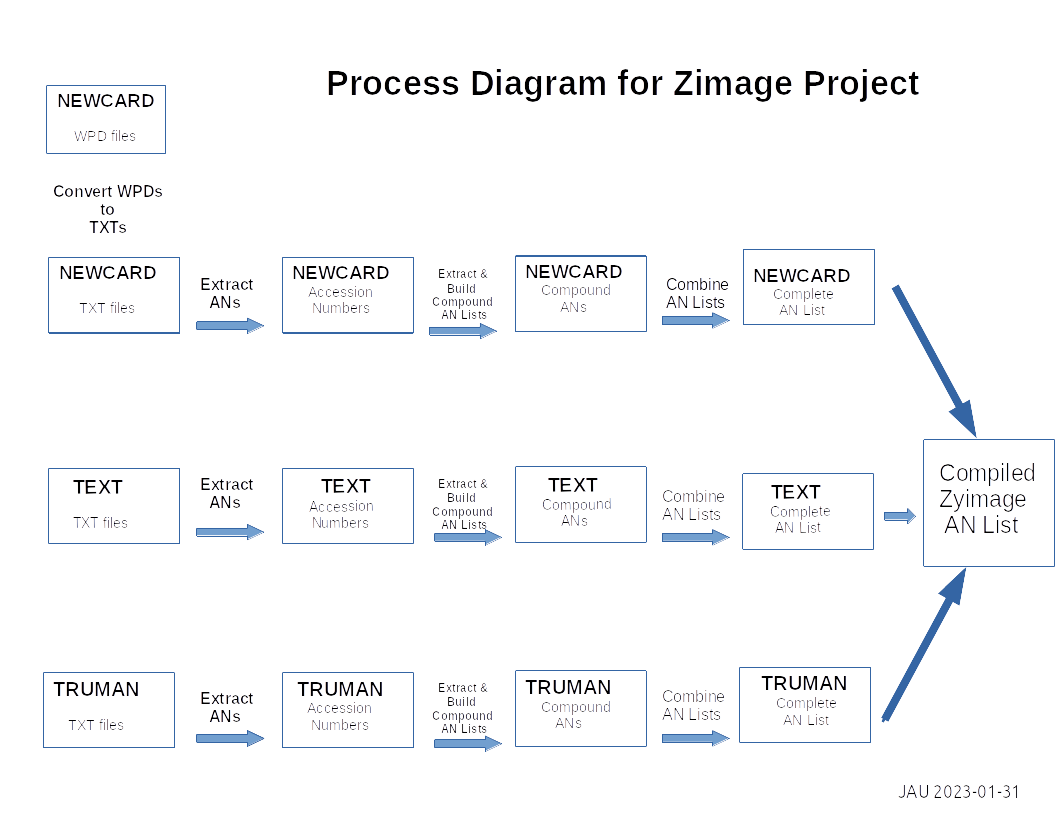 Process Diagram for Zimage Project
NEWCARD
WPD files
Convert WPDs
to
TXTs
NEWCARD
TXT files
Extract
ANs
NEWCARD
Accession
Numbers
Extract &
Build
Compound
AN Lists
NEWCARD
Compound
ANs
Combine
AN Lists
NEWCARD
Complete
AN List
TEXT
TXT files
Extract
ANs
TEXT
Accession
Numbers
Extract &
Build
Compound
AN Lists
TEXT
Compound
ANs
Combine
AN Lists
TEXT
Complete
AN List
Compiled
Zyimage
AN List
TRUMAN
TXT files
Extract
ANs
TRUMAN
Accession
Numbers
Extract &
Build
Compound
AN Lists
TRUMAN
Compound
ANs
Combine
AN Lists
TRUMAN
Complete
AN List
JAU 2023-01-31